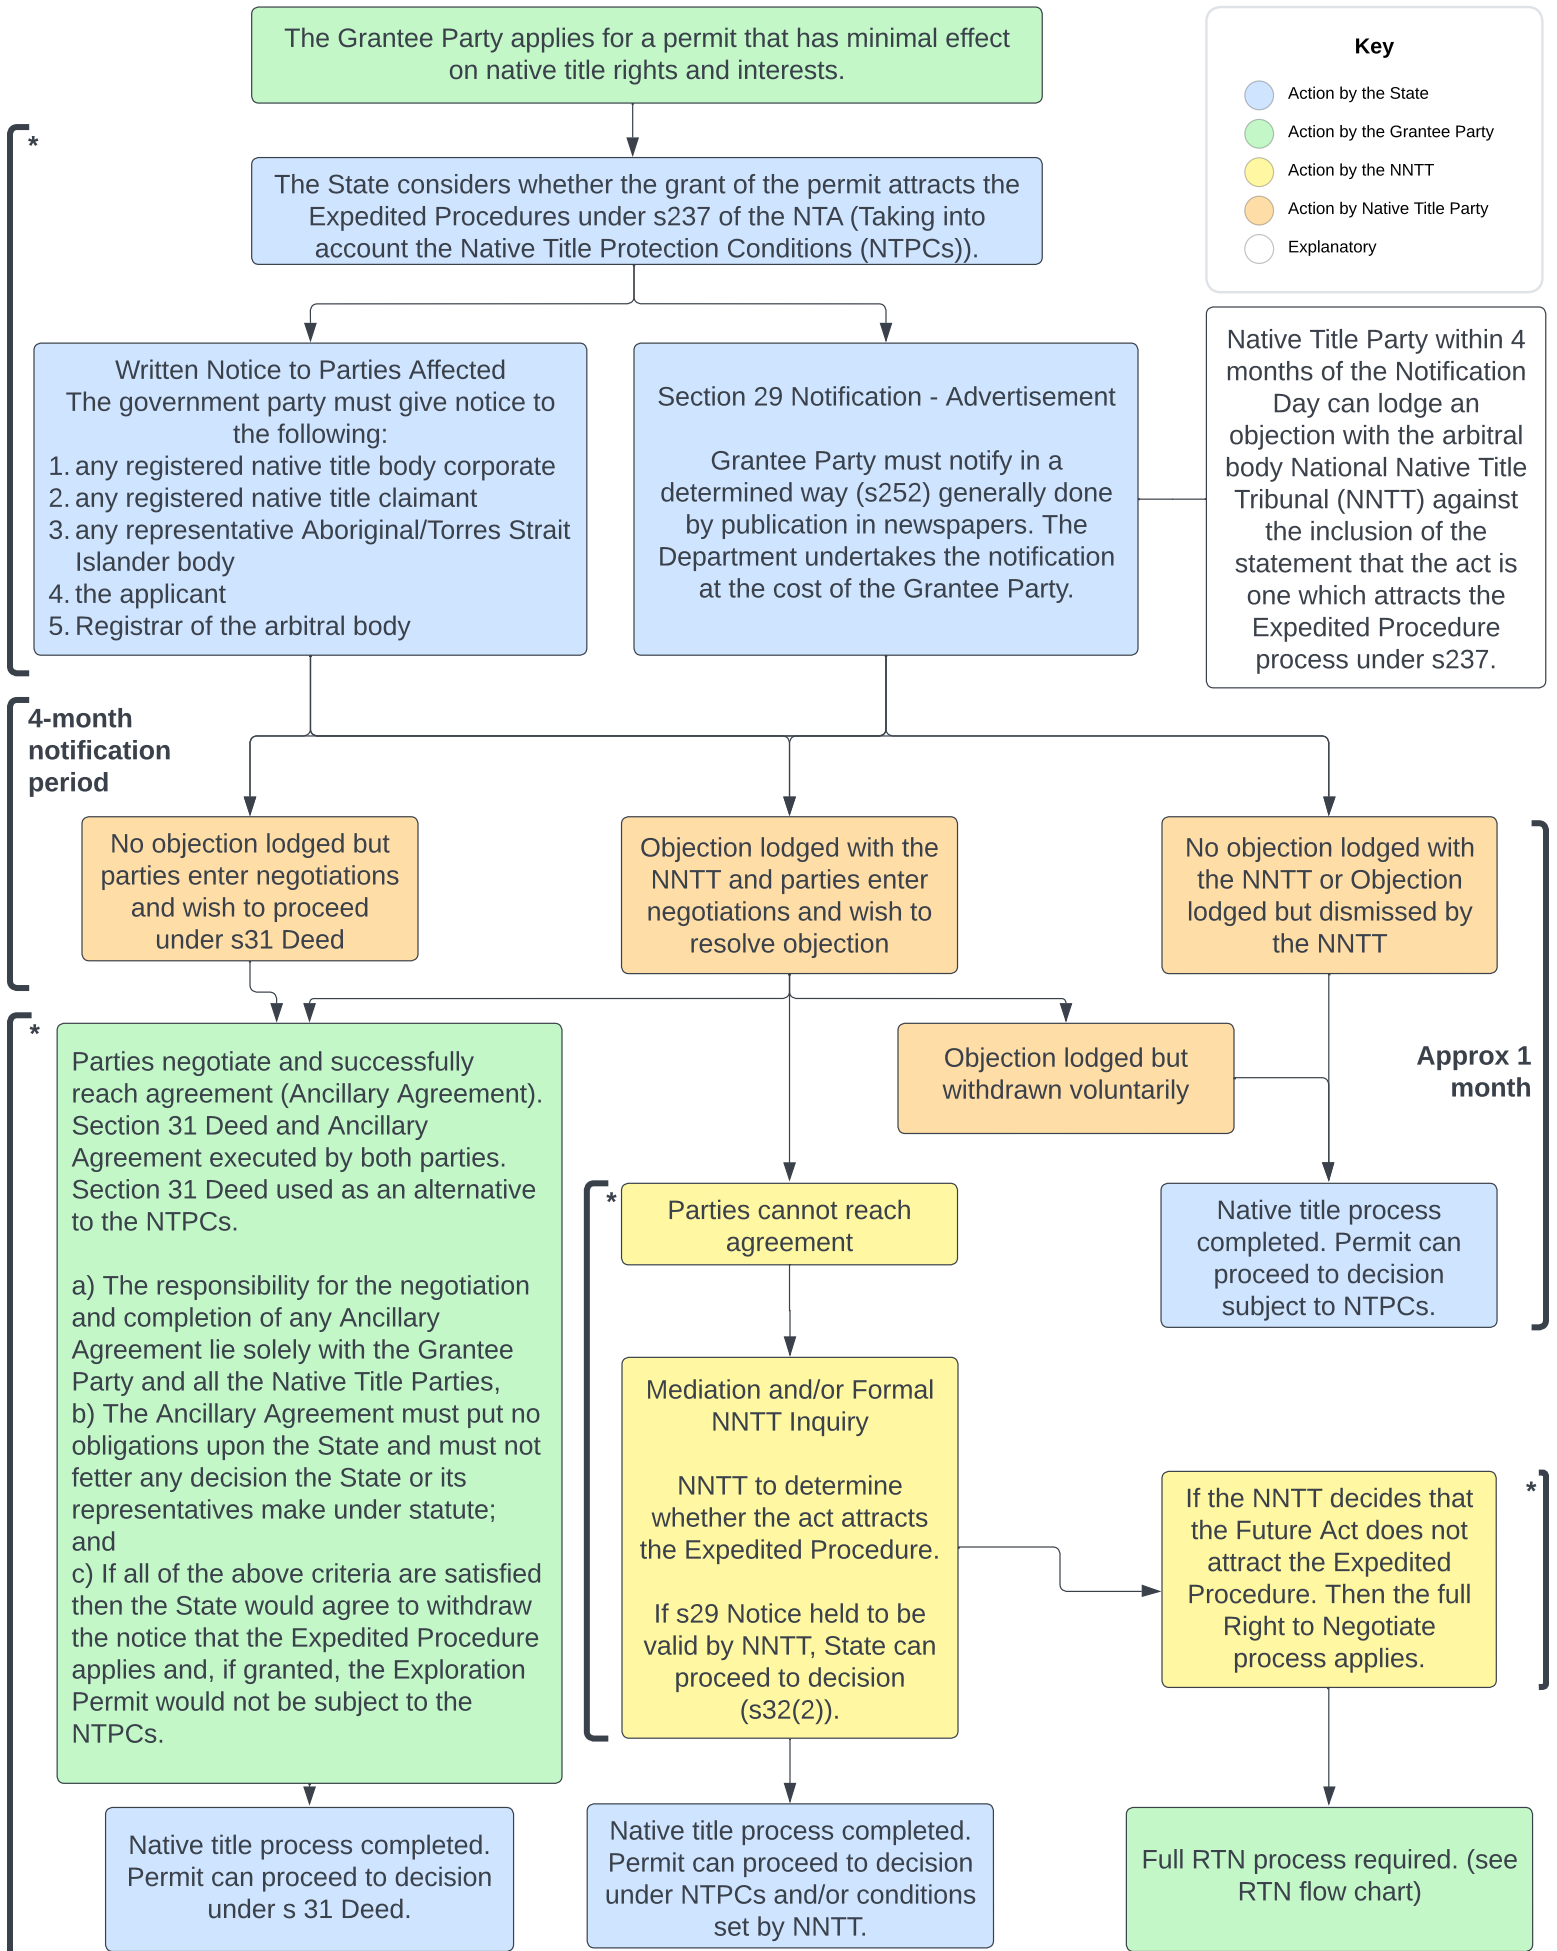 The Grantee Party applies for a permit that has minimal effect
on native title rights and interests.
Key
Action by the State
Action by the Grantee Party
Action by the NNTT
Action by Native Title Party
Explanatory
*
The State considers whether the grant of the permit attracts the
Expedited Procedures under s237 of the NTA (Taking into
account the Native Title Protection Conditions (NTPCs)).
Written Notice to Parties Affected
The government party must give notice to
the following:
1. any registered native title body corporate
2. any registered native title claimant
3. any representative Aboriginal/Torres Strait
Islander body
4. the applicant
5. Registrar of the arbitral body
Section 29 Notification - Advertisement
Grantee Party must notify in a
determined way (s252) generally done
by publication in newspapers. The
Department undertakes the notification
at the cost of the Grantee Party.
Native Title Party within 4
months of the Notification
Day can lodge an
objection with the arbitral
body National Native Title
Tribunal (NNTT) against
the inclusion of the
statement that the act is
one which attracts the
Expedited Procedure
process under s237.
4-month
notification
period
No objection lodged but
parties enter negotiations
and wish to proceed
under s31 Deed
Objection lodged with the
NNTT and parties enter
negotiations and wish to
resolve objection
No objection lodged with
the NNTT or Objection
lodged but dismissed by
the NNTT
Approx 1
month
*
Parties negotiate and successfully
reach agreement (Ancillary Agreement).
Section 31 Deed and Ancillary
Agreement executed by both parties.
Section 31 Deed used as an alternative
to the NTPCs.
a) The responsibility for the negotiation
and completion of any Ancillary
Agreement lie solely with the Grantee
Party and all the Native Title Parties,
b) The Ancillary Agreement must put no
obligations upon the State and must not
fetter any decision the State or its
representatives make under statute;
and
c) If all of the above criteria are satisfied
then the State would agree to withdraw
the notice that the Expedited Procedure
applies and, if granted, the Exploration
Permit would not be subject to the
NTPCs.
Objection lodged but
withdrawn voluntarily
*
Parties cannot reach
agreement
Native title process
completed. Permit can
proceed to decision
subject to NTPCs.
Mediation and/or Formal
NNTT Inquiry
NNTT to determine
whether the act attracts
the Expedited Procedure.
If s29 Notice held to be
valid by NNTT, State can
proceed to decision
(s32(2)).
*
If the NNTT decides that
the Future Act does not
attract the Expedited
Procedure. Then the full
Right to Negotiate
process applies.
Native title process completed.
Permit can proceed to decision
under s 31 Deed.
Native title process completed.
Permit can proceed to decision
under NTPCs and/or conditions
set by NNTT.
Full RTN process required. (see
RTN flow chart)